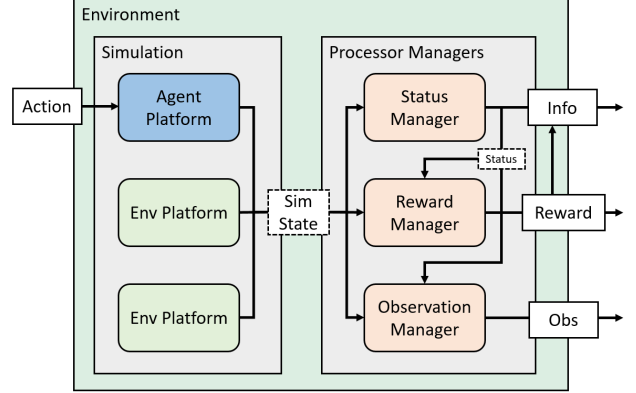 Environment
Simulation
Processor Managers
Action
Agent
Platform
Env Platform
Env Platform
Sim
State
Status
Manager
Status
Reward
Manager
Observation
Manager
Info
Reward
Obs